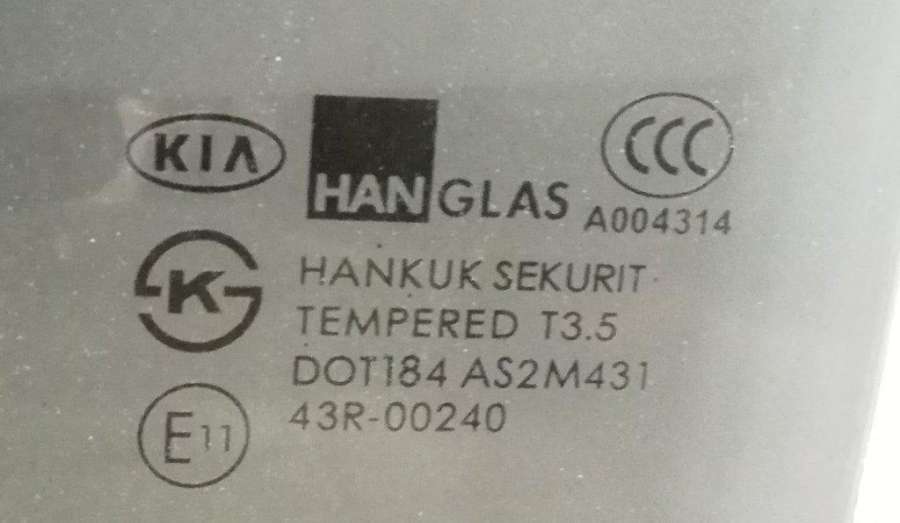 KIA
HANGLAS
CCC
A004314
K
HANKUK SEKURIT
TEMPERED T3.5
DOT184 AS2M431
E11
43R-00240